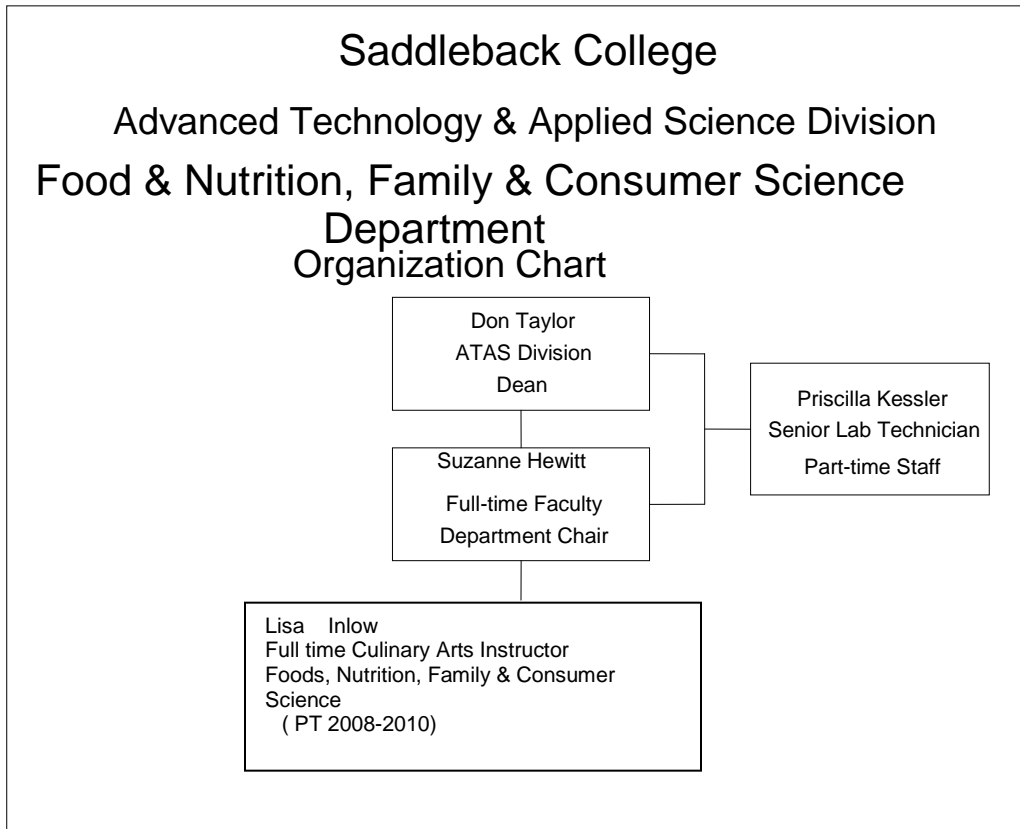 Saddleback College
Advanced Technology & Applied Science Division
Food & Nutrition, Family & Consumer Science
Department
Organization Chart
Don Taylor
ATAS Division
Dean
Priscilla Kessler
Senior Lab Technician
Part-time Staff
Suzanne Hewitt
Full-time Faculty
Department Chair
Lisa Inlow
Full time Culinary Arts Instructor
Foods, Nutrition, Family & Consumer
Science
( PT 2008-2010)